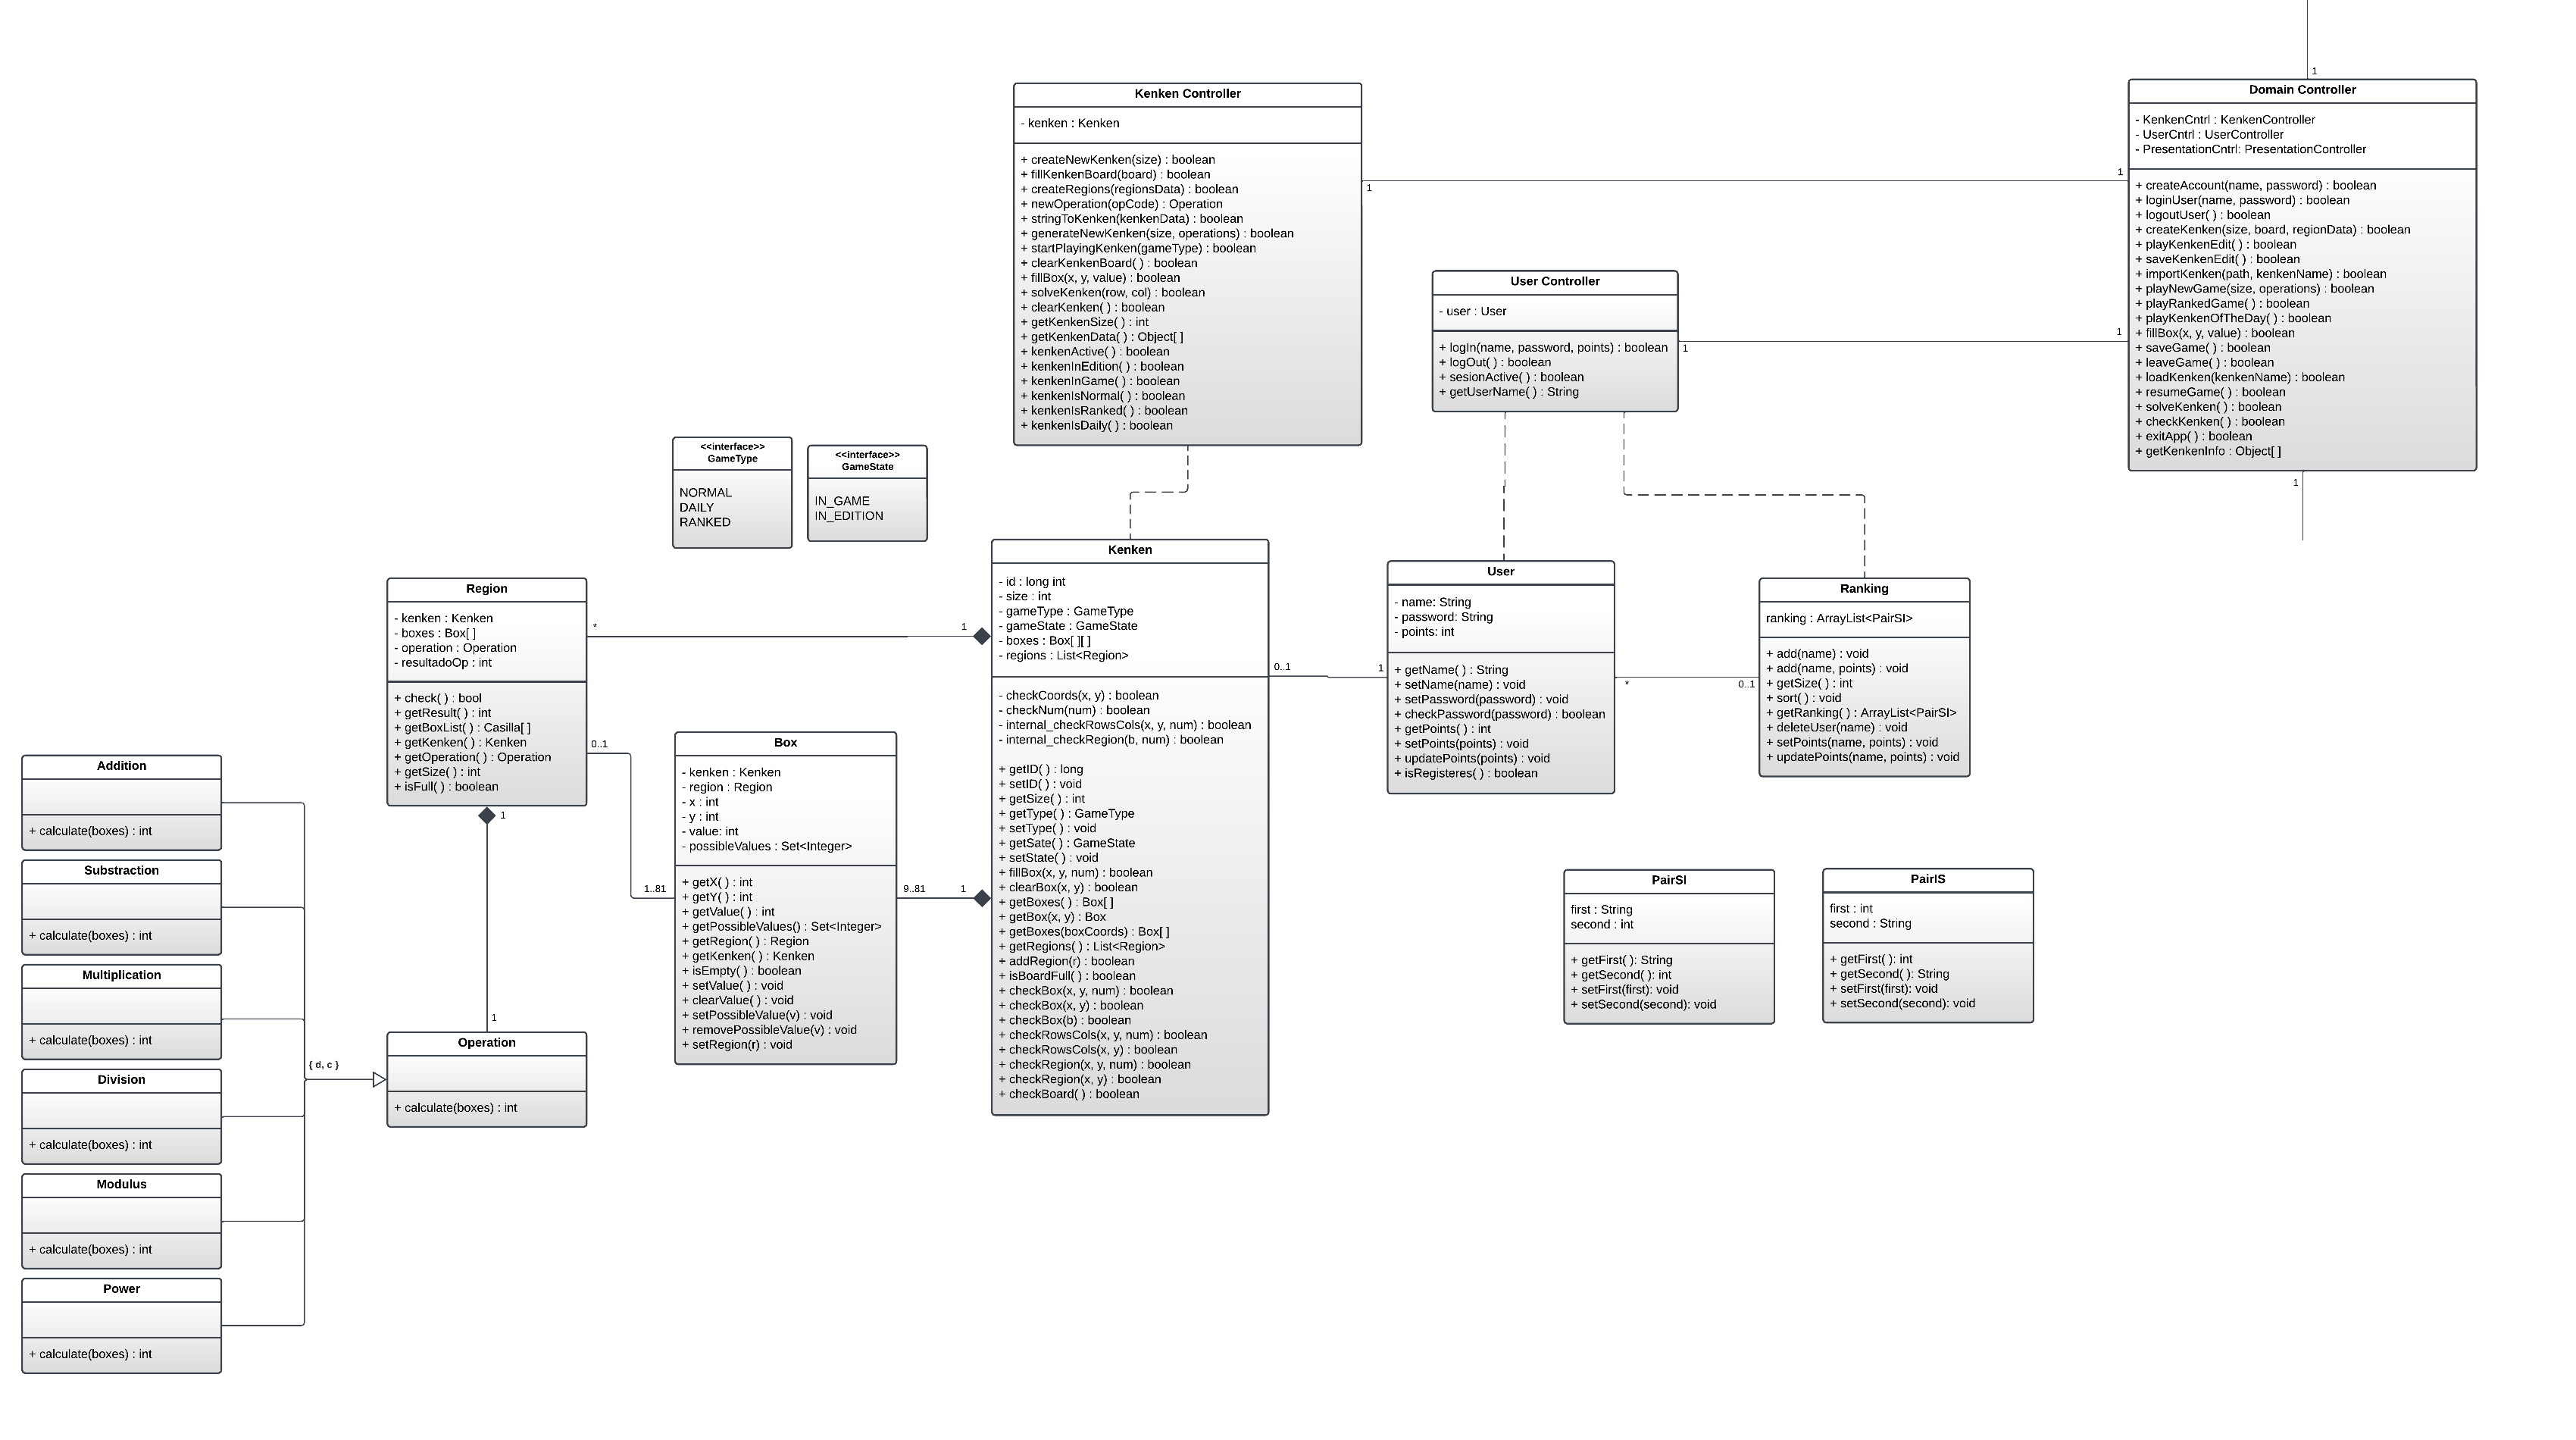 1
Kenken Controller
- kenken : Kenken
+ createNewKenken(size) : boolean
+ fillKenkenBoard(board) : boolean
+ createRegions(regionsData) : boolean
+ newOperation(opCode) : Operation
+ stringToKenken(kenkenData) : boolean
+ generateNewKenken(size, operations) : boolean
+ startPlayingKenken(gameType) : boolean
+ clearKenkenBoard( ) : boolean
+ fillBox(x, y, value) : boolean
+ solveKenken(row, col) : boolean
+ clearKenken( ) : boolean
+ getKenkenSize( ) : int
+ getKenkenData( ) : Object[ ]
+ kenkenActive( ) : boolean
+ kenkenInEdition( ) : boolean
+ kenkenInGame( ) : boolean
+ kenkenIsNormal( ) : boolean
+ kenkenIsRanked( ) : boolean
+ kenkenIsDaily( ) : boolean
1
1
Domain Controller
- KenkenCntrl : KenkenController
- UserCntrl : UserController
- PresentationCntrl: PresentationController
+ createAccount(name, password) : boolean
+ loginUser(name, password) : boolean
+ logoutUser( ) : boolean
+ createKenken(size, board, regionData) : boolean
+ playKenkenEdit( ) : boolean
+ saveKenkenEdit( ) : boolean
+ importKenken(path, kenkenName) : boolean
+ playNewGame(size, operations) : boolean
+ playRankedGame( ) : boolean
+ playKenkenOfTheDay( ) : boolean
+ fillBox(x, y, value) : boolean
+ saveGame( ) : boolean
+ leaveGame( ) : boolean
+ loadKenken(kenkenName) : boolean
+ resumeGame( ) : boolean
+ solveKenken( ) : boolean
+ checkKenken( ) : boolean
+ exitApp( ) : boolean
+ getKenkenInfo : Object[ ]
1
User Controller
- user : User
+ logIn(name, password, points) : boolean
+ logOut( ) : boolean
+ sesionActive( ) : boolean
+ getUserName( ) : String
1
1
<<interface>>
GameType
NORMAL
DAILY
RANKED
<<interface>>
GameState
IN_GAME
IN_EDITION
Region
- kenken : Kenken
- boxes : Box[ ]
- operation : Operation
- resultadoOp : int
+ check( ) : bool
+ getResult( ) : int
+ getBoxList( ) : Casilla[ ]
+ getKenken( ) : Kenken
+ getOperation( ) : Operation
+ getSize( ) : int
+ isFull( ) : boolean
*
1
0..1
1..81
1
1
Kenken
- id : long int
- size : int
- gameType : GameType
- gameState : GameState
- boxes : Box[ ][ ]
- regions : List<Region>
- checkCoords(x, y) : boolean
- checkNum(num) : boolean
- internal_checkRowsCols(x, y, num) : boolean
- internal_checkRegion(b, num) : boolean
+ getID( ) : long
+ setID( ) : void
+ getSize( ) : int
+ getType( ) : GameType
+ setType( ) : void
+ getSate( ) : GameState
+ setState( ) : void
+ fillBox(x, y, num) : boolean
+ clearBox(x, y) : boolean
+ getBoxes( ) : Box[ ]
+ getBox(x, y) : Box
+ getBoxes(boxCoords) : Box[ ]
+ getRegions( ) : List<Region>
+ addRegion(r) : boolean
+ isBoardFull( ) : boolean
+ checkBox(x, y, num) : boolean
+ checkBox(x, y) : boolean
+ checkBox(b) : boolean
+ checkRowsCols(x, y, num) : boolean
+ checkRowsCols(x, y) : boolean
+ checkRegion(x, y, num) : boolean
+ checkRegion(x, y) : boolean
+ checkBoard( ) : boolean
0..1
1
User
- name: String
- password: String
- points: int
+ getName( ) : String
+ setName(name) : void
+ setPassword(password) : void
+ checkPassword(password) : boolean
+ getPoints( ) : int
+ setPoints(points) : void
+ updatePoints(points) : void
+ isRegisteres( ) : boolean
*
0..1
Ranking
ranking : ArrayList<PairSI>
+ add(name) : void
+ add(name, points) : void
+ getSize( ) : int
+ sort( ) : void
+ getRanking( ) : ArrayList<PairSI>
+ deleteUser(name) : void
+ setPoints(name, points) : void
+ updatePoints(name, points) : void
Box
- kenken : Kenken
- region : Region
- x : int
- y : int
- value: int
- possibleValues : Set<Integer>
+ getX( ) : int
+ getY( ) : int
+ getValue( ) : int
+ getPossibleValues() : Set<Integer>
+ getRegion( ) : Region
+ getKenken( ) : Kenken
+ isEmpty( ) : boolean
+ setValue( ) : void
+ clearValue( ) : void
+ setPossibleValue(v) : void
+ removePossibleValue(v) : void
+ setRegion(r) : void
9..81
1
PairSI
first : String
second : int
+ getFirst( ): String
+ getSecond( ): int
+ setFirst(first): void
+ setSecond(second): void
PairIS
first : int
second : String
+ getFirst( ): int
+ getSecond( ): String
+ setFirst(first): void
+ setSecond(second): void
Addition
+ calculate(boxes) : int
Substraction
+ calculate(boxes) : int
Multiplication
+ calculate(boxes) : int
Division
+ calculate(boxes) : int
Modulus
+ calculate(boxes) : int
Power
+ calculate(boxes) : int
{ d, c }
Operation
+ calculate(boxes) : int